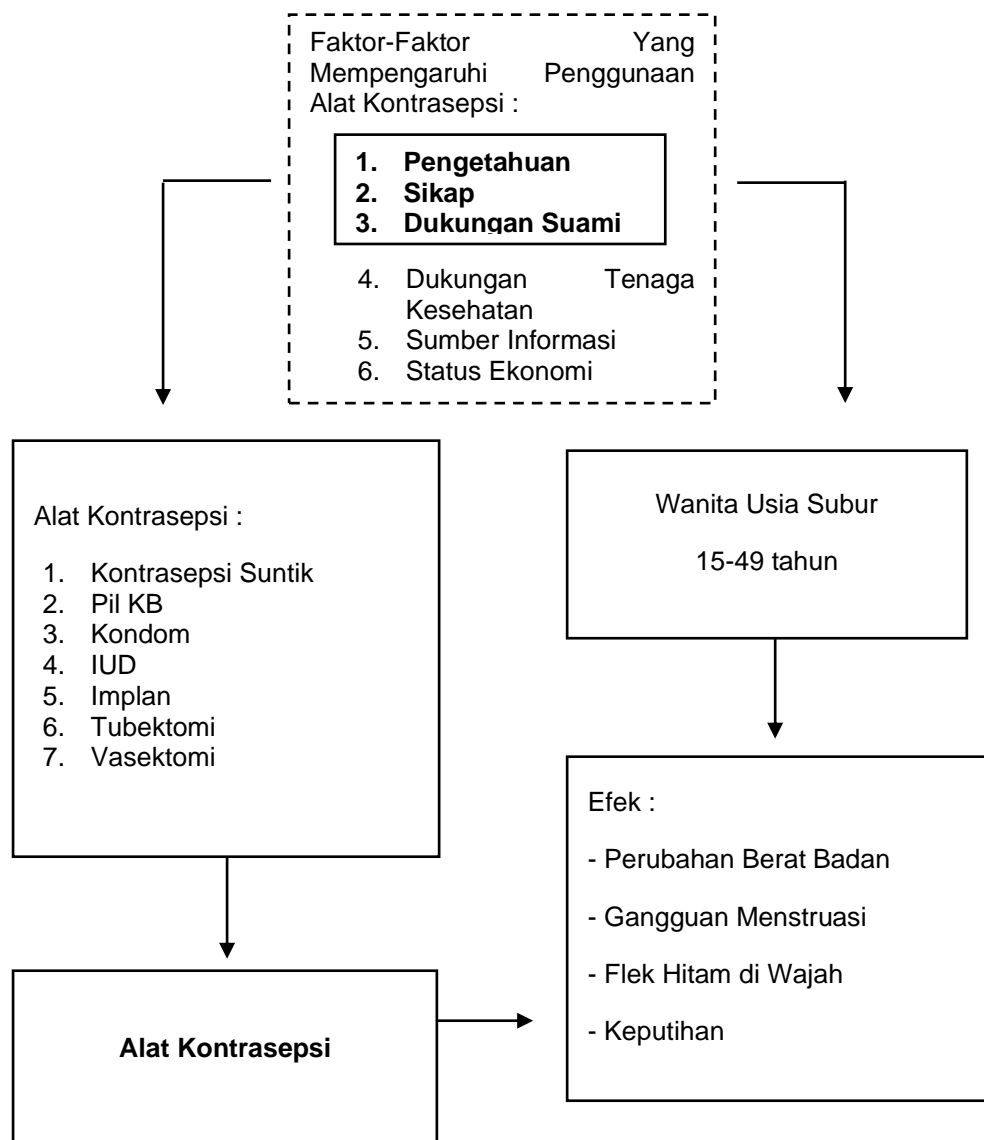 Faktor-Faktor Yang
Mempengaruhi Penggunaan
Alat Kontrasepsi :
1. Pengetahuan
2. Sikap
3. Dukungan Suami
4. Dukungan Tenaga
Kesehatan
5. Sumber Informasi
6. Status Ekonomi
Alat Kontrasepsi :
1. Kontrasepsi Suntik
2. Pil KB
3. Kondom
4. IUD
5. Implan
6. Tubektomi
7. Vasektomi
Wanita Usia Subur
15-49 tahun
Efek :
- Perubahan Berat Badan
- Gangguan Menstruasi
- Flek Hitam di Wajah
- Keputihan
Alat Kontrasepsi